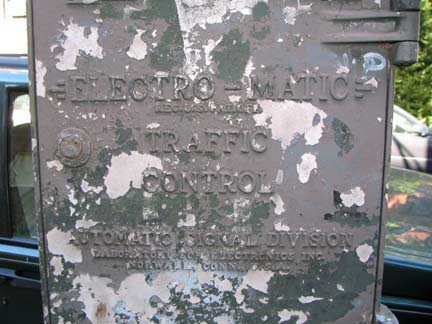 ELECTRO-MATIC
TRAFFIC
CONTROL
AUTOMATIC SIGNAL DIVISION
LABORATORY FOR ELECTRONICS INC.
NORWALK, CONN.